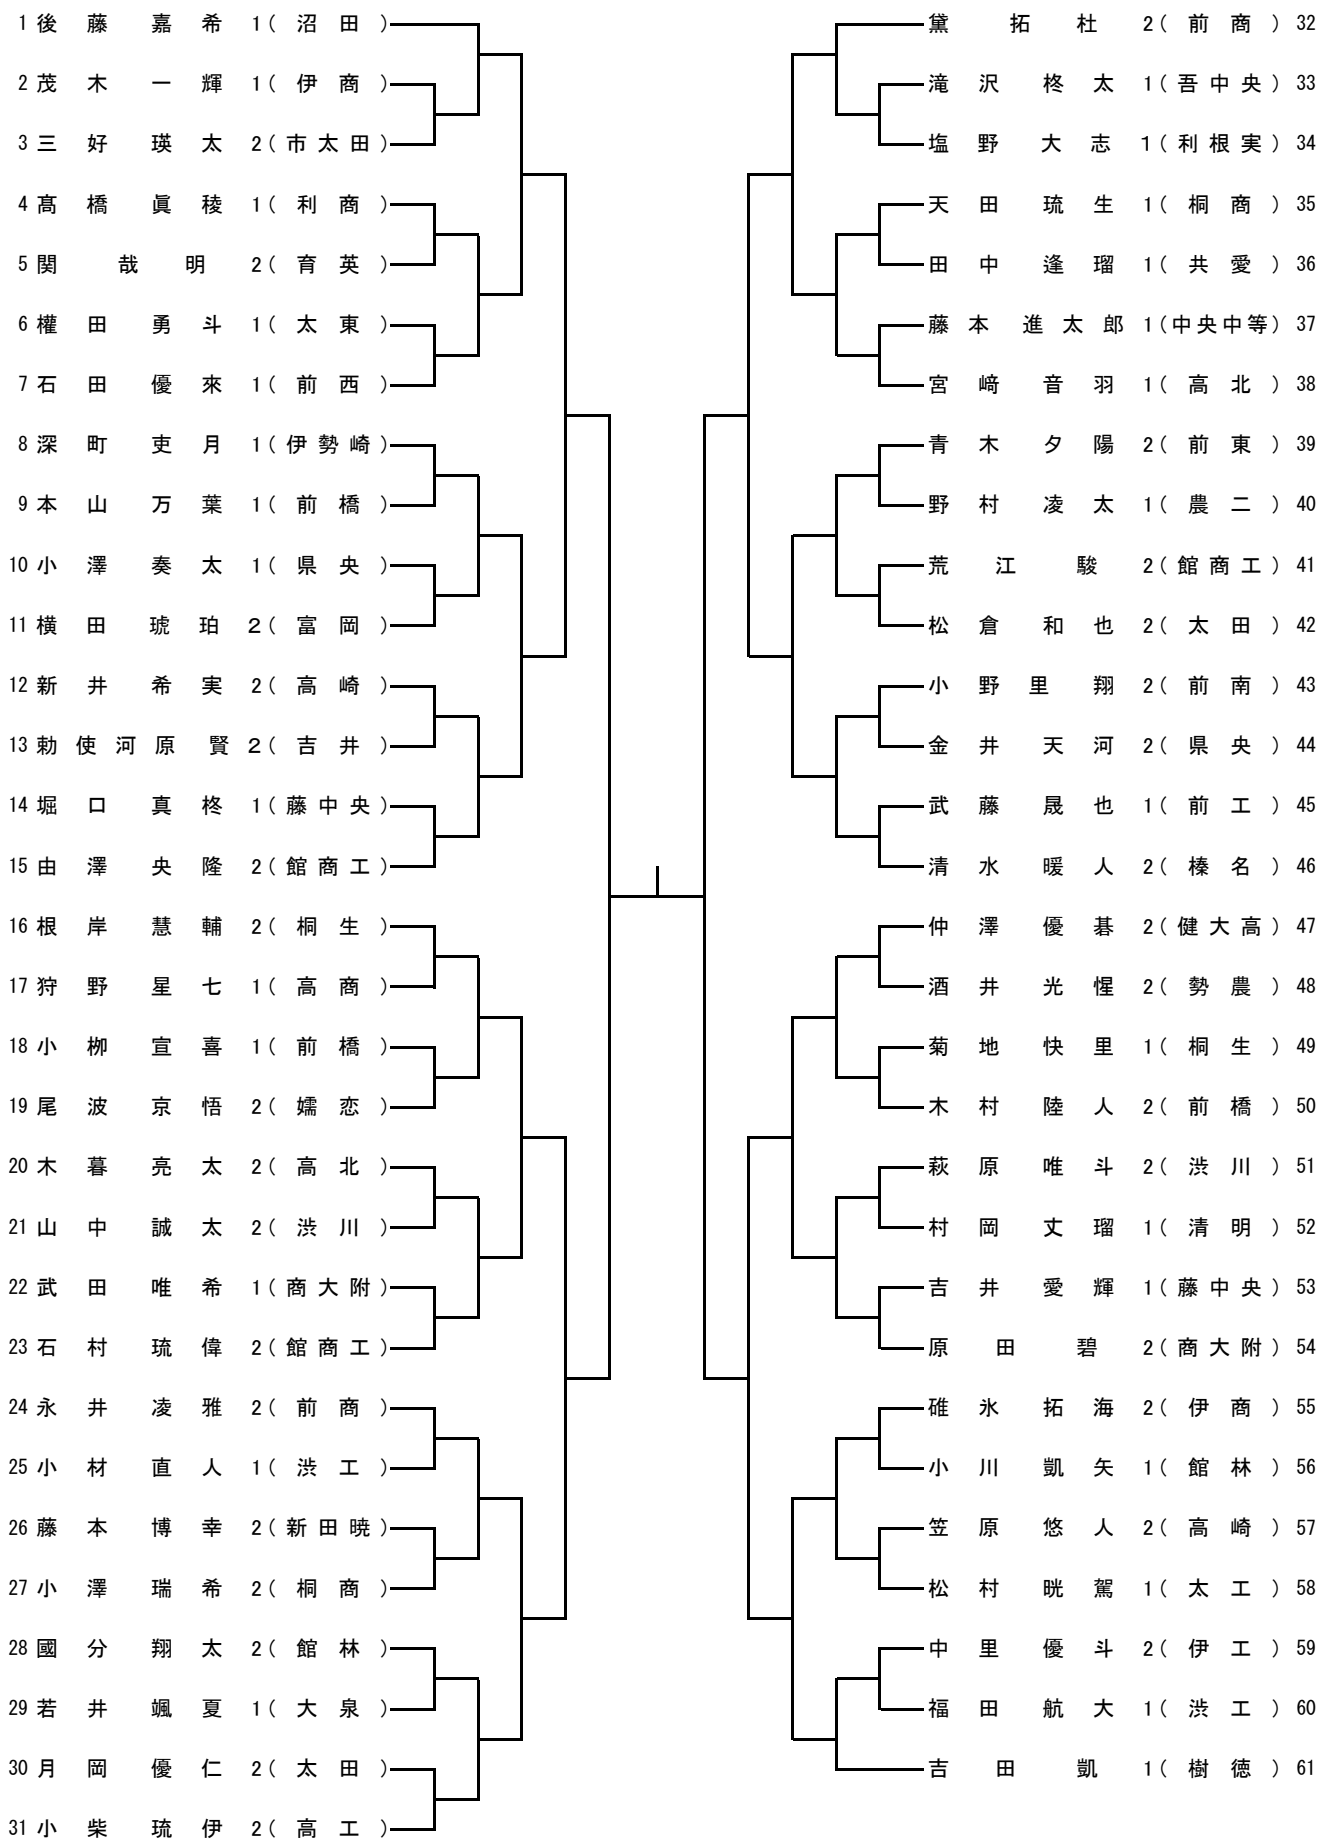 1 後藤 嘉希 1(沼田)
2 茂木 一輝 1(伊商)
3 三好 瑛太 2(市太田)
4 髙橋 眞稜 1(利商)
5 関 哉明 2(育英)
6 権田 勇斗 1(太東)
7 石田 優來 1(前西)
8 深町 吏月 1(伊勢崎)
9 本山 万葉 1(前橋)
10 小澤 奏太 1(県央)
11 横田 琥珀 2(富岡)
12 新井 希実 2(高崎)
13 勅使河原 賢 2(吉井)
14 堀口 真柊 1(藤中央)
15 由澤 央隆 2(館商工)
16 根岸 慧輔 2(桐生)
17 狩野 星七 1(高商)
18 小栁 宣喜 1(前橋)
19 尾波 京悟 2(嬬恋)
20 木暮 亮太 2(高北)
21 山中 誠太 2(渋川)
22 武田 唯希 1(商大附)
23 石村 琉偉 2(館商工)
24 永井 凌雅 2(前商)
25 小材 直人 1(渋工)
26 藤本 博幸 2(新田暁)
27 小澤 瑞希 2(桐商)
28 國分 翔太 2(館林)
29 若井 颯夏 1(大泉)
30 月岡 優仁 2(太田)
31 小柴 琉伊 2(高工)
黛 拓杜 2(前商) 32
滝沢 柊太 1(吾中央) 33
塩野 大志 1(利根実) 34
天田 琉生 1(桐商) 35
田中 逢瑠 1(共愛) 36
藤本 進太郎 1(中央中等) 37
宮﨑 音羽 1(高北) 38
青木 夕陽 2(前東) 39
野村 凌太 1(農二) 40
荒江 駿 2(館商工) 41
松倉 和也 2(太田) 42
小野里 翔 2(前南) 43
金井 天河 2(県央) 44
武藤 晟也 1(前工) 45
清水 暖人 2(榛名) 46
仲澤 優碁 2(健大高) 47
酒井 光惺 2(勢農) 48
菊地 快里 1(桐生) 49
木村 陸人 2(前橋) 50
萩原 唯斗 2(渋川) 51
村岡 丈瑠 1(清明) 52
吉井 愛輝 1(藤中央) 53
原田 碧 2(商大附) 54
碓氷 拓海 2(伊商) 55
小川 凱矢 1(館林) 56
笠原 悠人 2(高崎) 57
松村 晄駕 1(太工) 58
中里 優斗 2(伊工) 59
福田 航大 1(渋工) 60
吉田 凱 1(樹徳) 61